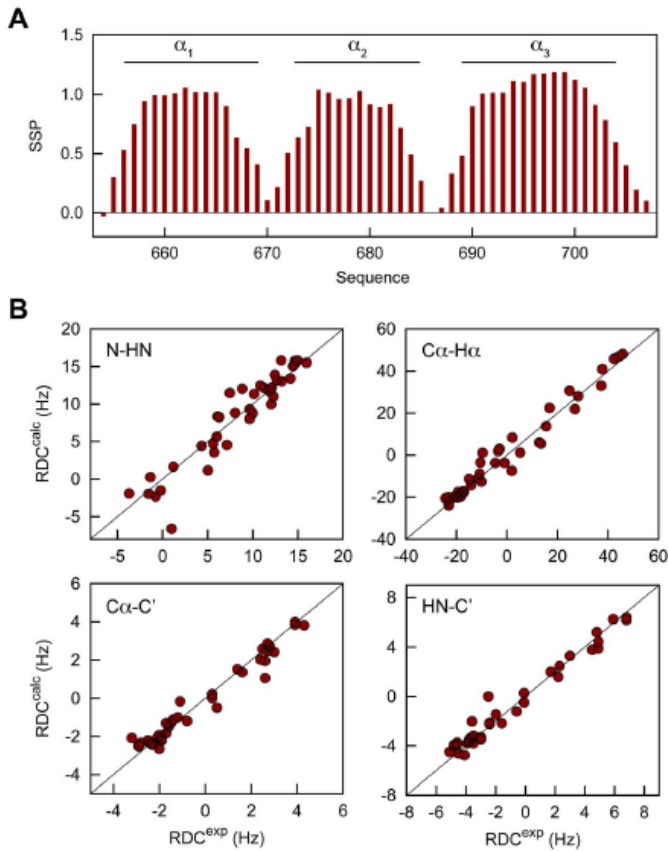 A
α1 α2 α3
1.5
1.0
0.5
0.0
SSP
660 670 680 690 700
Sequence
B
N-HN
20
15
10
5
0
-5
RDCcalc (Hz)
-5 0 5 10 15 20
Cα-Hα
60
40
20
0
-20
-40
-40 -20 0 20 40 60
Cα-C'
6
4
2
0
-2
-4
RDCcalc (Hz)
-4 -2 0 2 4 6
RDCexp (Hz)
HN-C'
8
4
0
-4
-8
-8 -4 0 4 8
RDCexp (Hz)